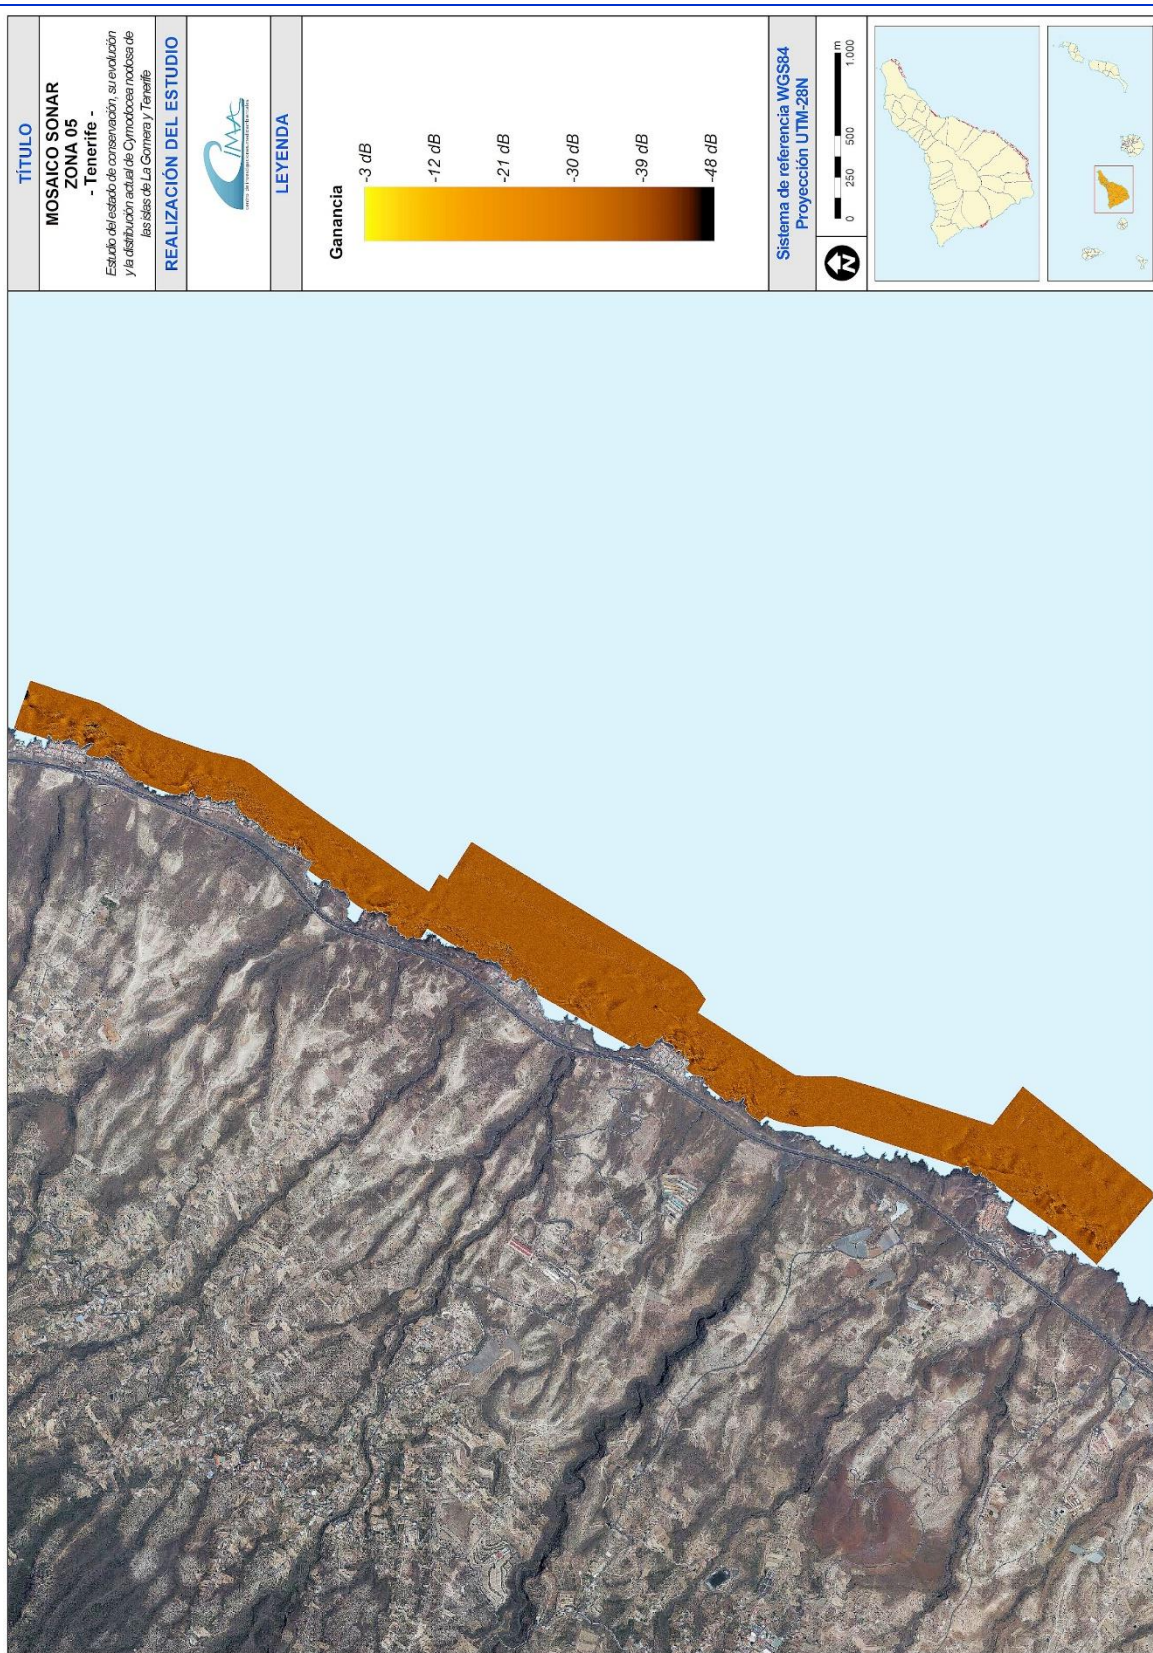 TÍTULO
MOSAICO SONAR
ZONA 05
- Tenerife -
Estudio del estado de conservación, su evolución
y la distribución actual de Cymodocea nodosa de
las islas de La Gomera y Tenerife
REALIZACIÓN DEL ESTUDIO
CIMA
LEYENDA
Ganancia
-3 dB
-12 dB
-21 dB
-30 dB
-39 dB
-48 dB
Sistema de referencia WGS84
Proyección UTM-28N
N
0 250 500 1.000
m